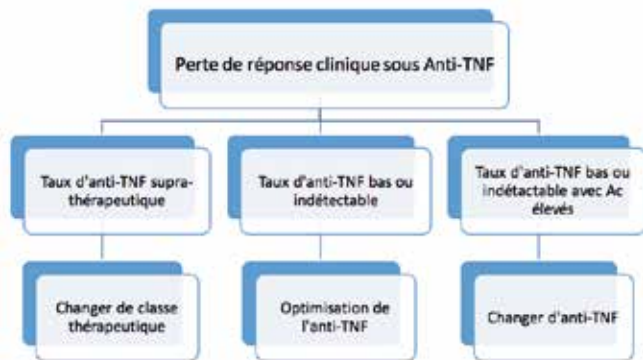 Perte de réponse clinique sous Anti-TNF
Taux d'anti-TNF supra-
thérapeutique
Taux d'anti-TNF bas ou
indétectable
Taux d'anti-TNF bas ou
indétactable avec Ac
élevés
Changer de classe
thérapeutique
Optimisation de
l'anti-TNF
Changer d'anti-TNF